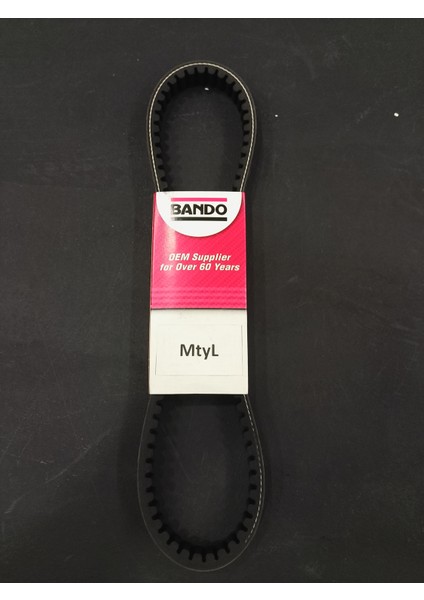 BANDO
OEM Supplier
for Over 60 Years
MtyL